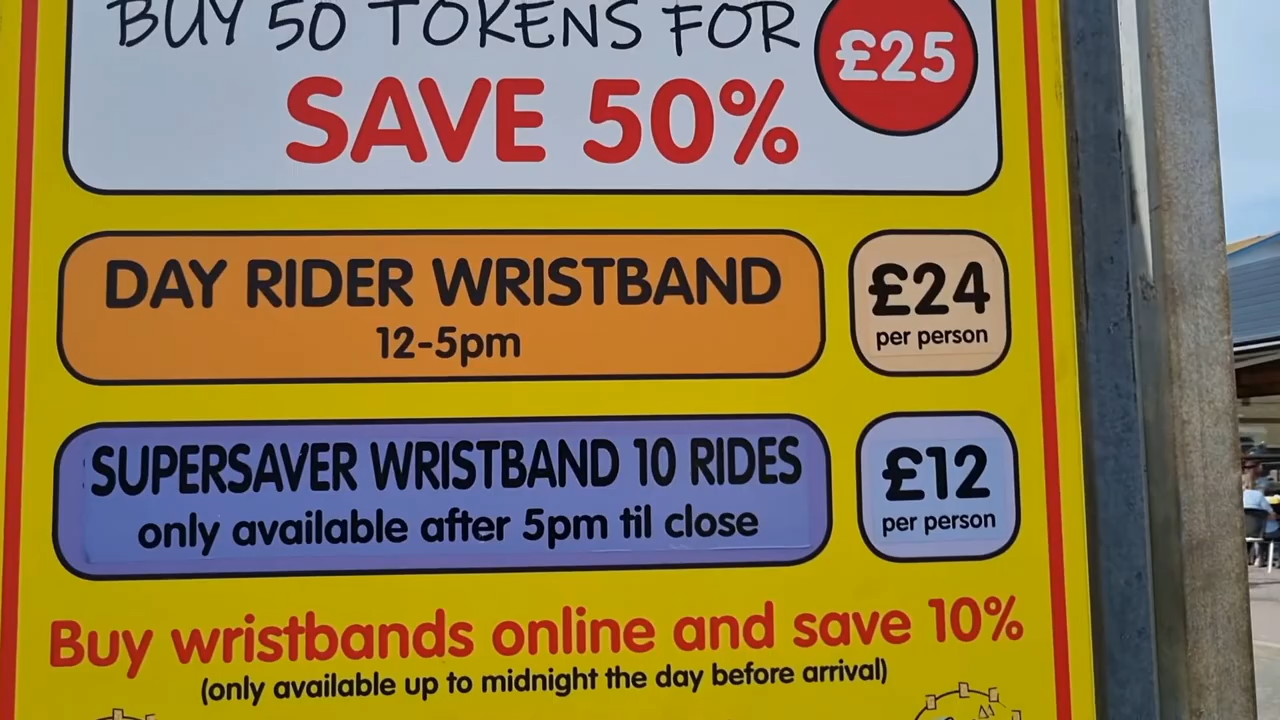 BUY 50 TOKENS FOR
£25
SAVE 50%
DAY RIDER WRISTBAND
12-5pm
£24
per person
SUPERSAVER WRISTBAND 10 RIDES
only available after 5pm til close
£12
per person
Buy wristbands online and save 10%
(only available up to midnight the day before arrival)